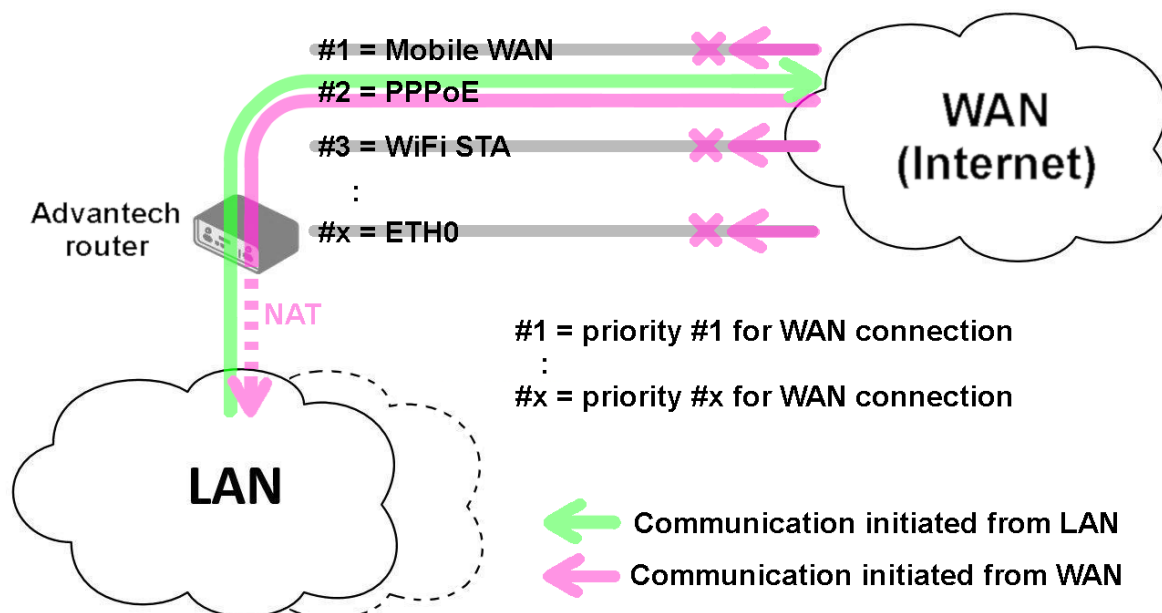 #1 = Mobile WAN
#2 = PPPoE
#3 = WiFi STA
:
#x = ETH0
WAN
(Internet)
Advantech
router
NAT
#1 = priority #1 for WAN connection
:
#x = priority #x for WAN connection
LAN
Communication initiated from LAN
Communication initiated from WAN